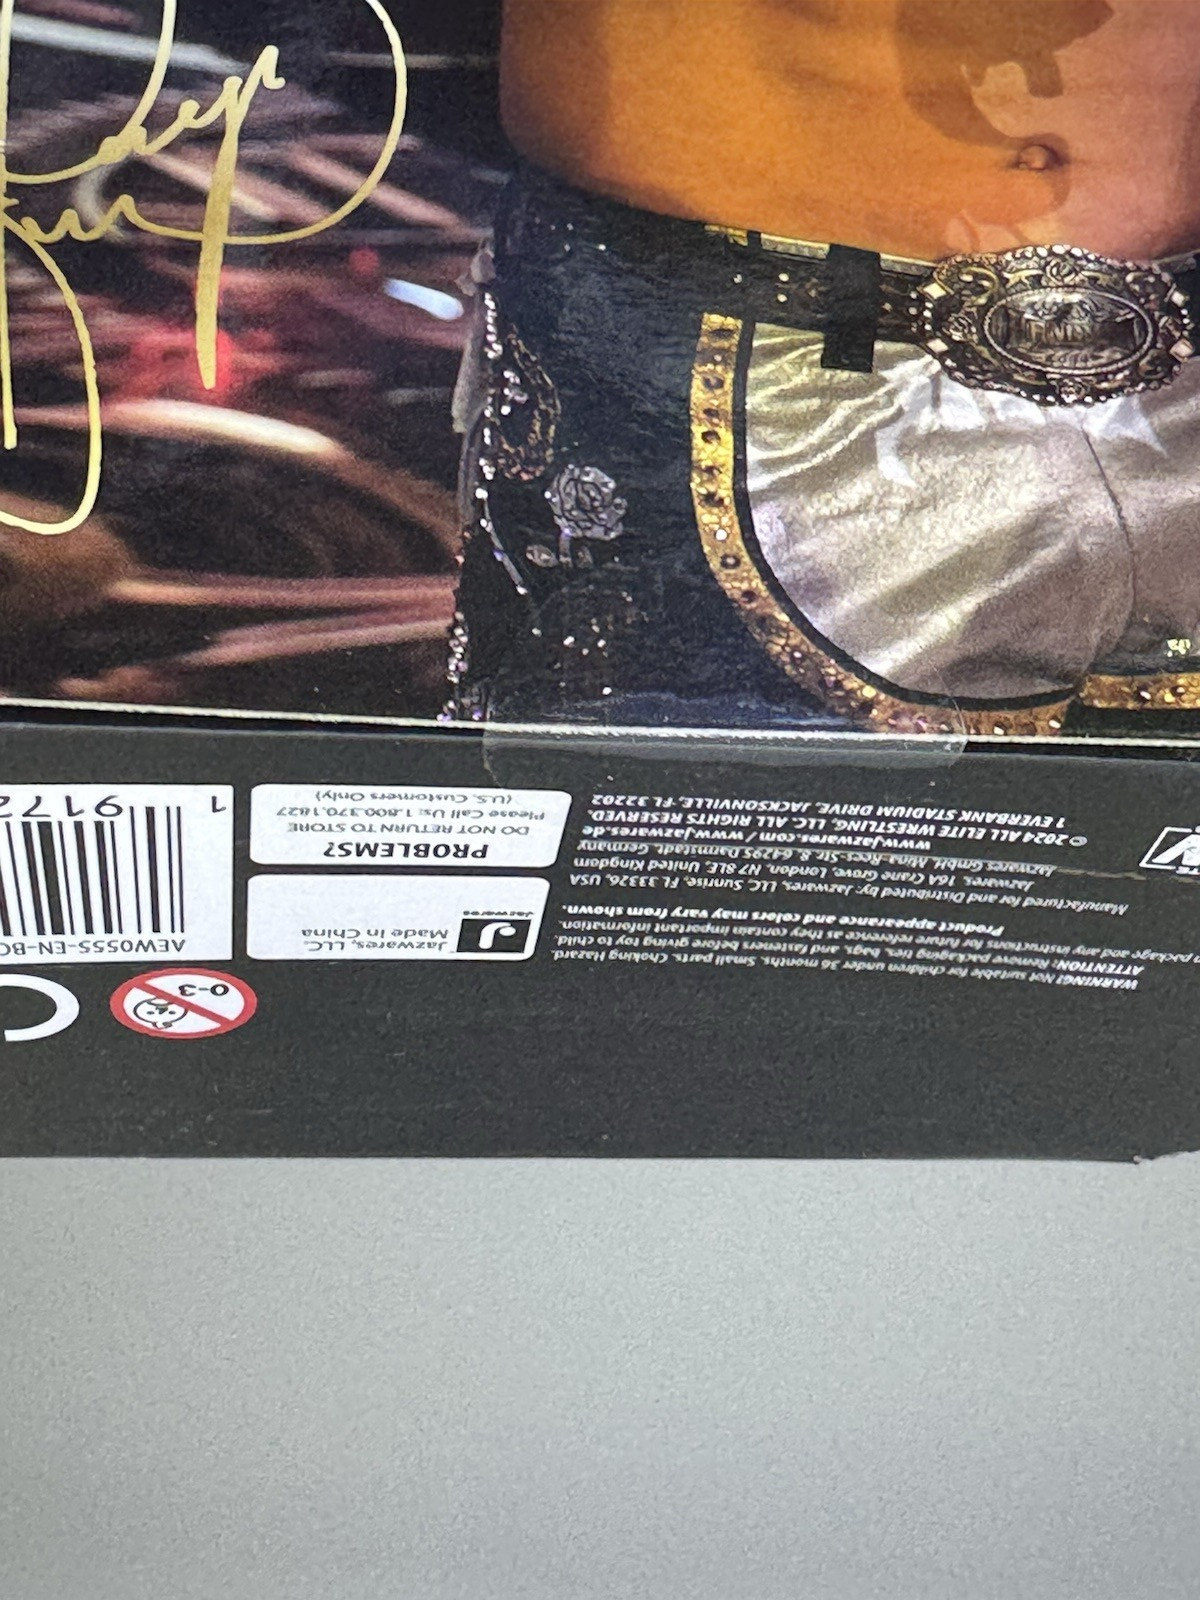 WARNING! Not suitable for children under 36 months. Small parts. Choking Hazard.
ATTENTION: Remove packaging, bags, ties, and fasteners before giving toy to child.
package and any instructions for future reference as they contain important information.
Product appearance and colors may vary from shown.
Manufactured for and Distributed by: Jazwares, LLC Sunrise, FL 33326, USA
Jazwares, 16A Crane Grove, London, N7 8LE, United Kingdom
Jazwares GmbH, Mina-Rees-Str. 8, 64295 Darmstadt, Germany
www.jazwares.com / www.jazwares.de
© 2024 ALL ELITE WRESTLING, LLC. ALL RIGHTS RESERVED.
1 EVERBANK STADIUM DRIVE, JACKSONVILLE, FL 32202
Jazwares
Jazwares, LLC.
Made in China
PROBLEMS?
DO NOT RETURN TO STORE
Please Call Us: 1.800.370.1827
(U.S. Customers Only)
0-3
AEW0555-EN-BO
1 9172